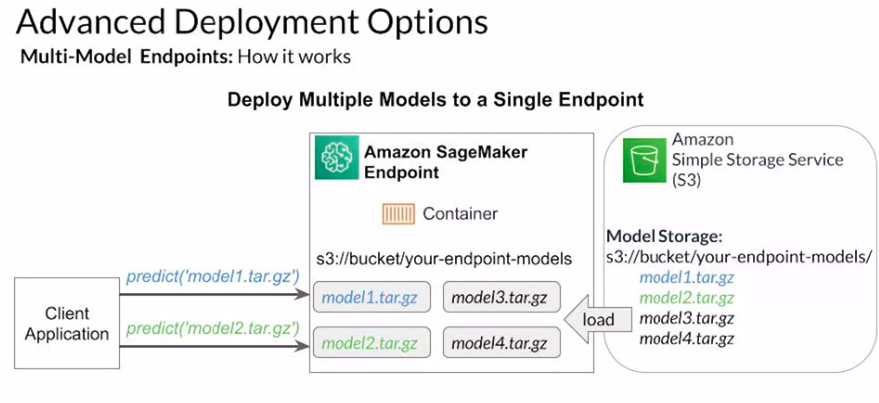 Advanced Deployment Options
Multi-Model Endpoints: How it works
Deploy Multiple Models to a Single Endpoint
Client
Application
predict('model1.tar.gz')
predict('model2.tar.gz')
Amazon SageMaker
Endpoint
Container
s3://bucket/your-endpoint-models
model1.tar.gz
model3.tar.gz
model2.tar.gz
model4.tar.gz
load
Amazon
Simple Storage Service
(S3)
Model Storage:
s3://bucket/your-endpoint-models/
model1.tar.gz
model2.tar.gz
model3.tar.gz
model4.tar.gz